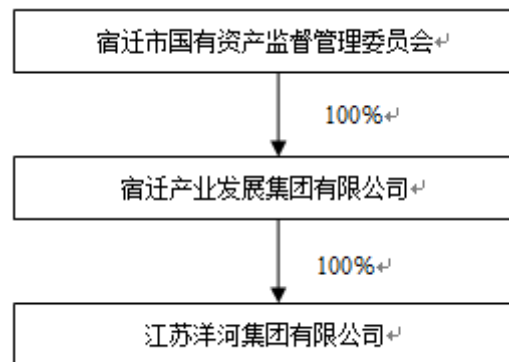 宿迁市国有资产监督管理委员会↵
100%↵
宿迁产业发展集团有限公司↵
100%↵
江苏洋河集团有限公司↵